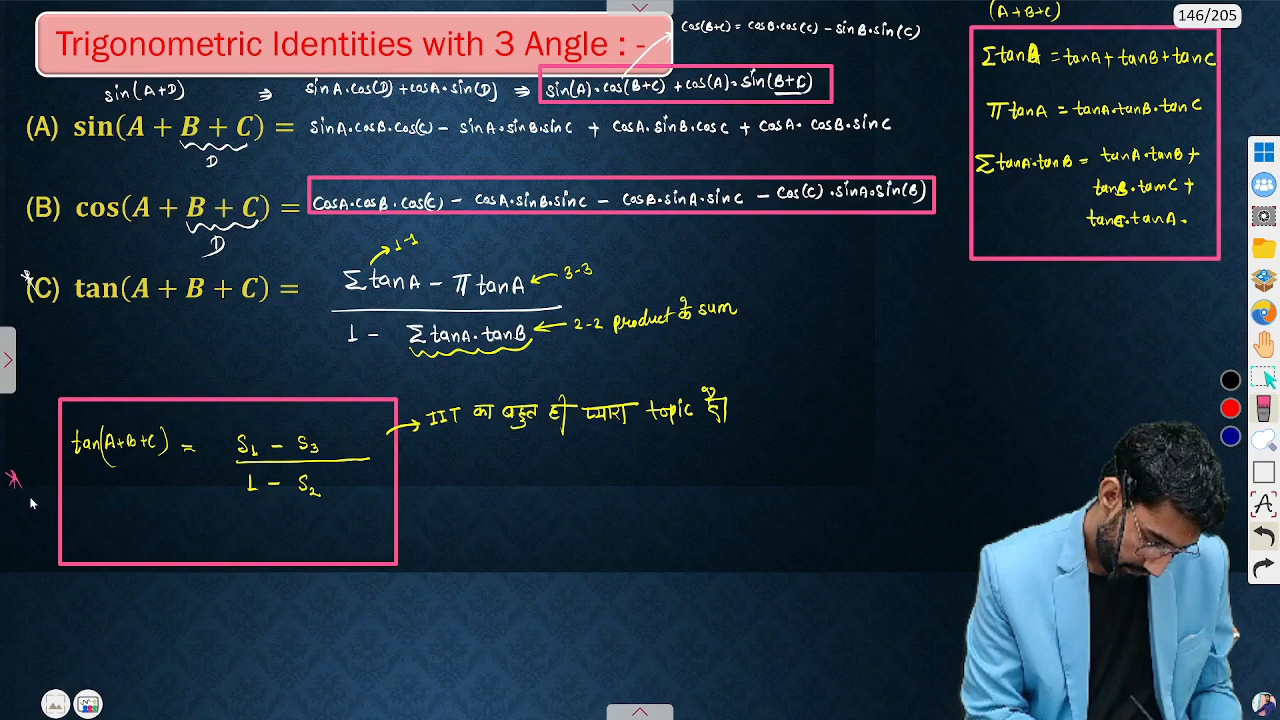 146/205
Trigonometric Identities with 3 Angle : -
cos(B+C) = cosB·cos(C) - sinB·sin(C)
sin(A+D) ⇒ sinA·cos(D) + cosA·sin(D) ⇒ sin(A)·cos(B+C) + cos(A)·sin(B+C)
(A) sin(A + B + C) = sinA·cosB·cos(C) - sinA·sinB·sinC + cosA·sinB·cosC + cosA·cosB·sinC
D
(B) cos(A + B + C) = cosA·cosB·cos(C) - cosA·sinB·sinC - cosB·sinA·sinC - cos(C)·sinA·sin(B)
D
1-1
(C) tan(A + B + C) =
ΣtanA - π tanA ← 3-3
1 - ΣtanA·tanB ← 2-2 product के sum
tan(A+B+C) =
S₁ - S₃
1 - S₂
→ IIT का बहुत ही प्यारा topic है।
(A+B+C)
= tanA + tanB + tanC
π tanA = tanA·tanB·tanC
ΣtanA·tanB = tanA·tanB +
tanB·tanC +
tanC·tanA.
A